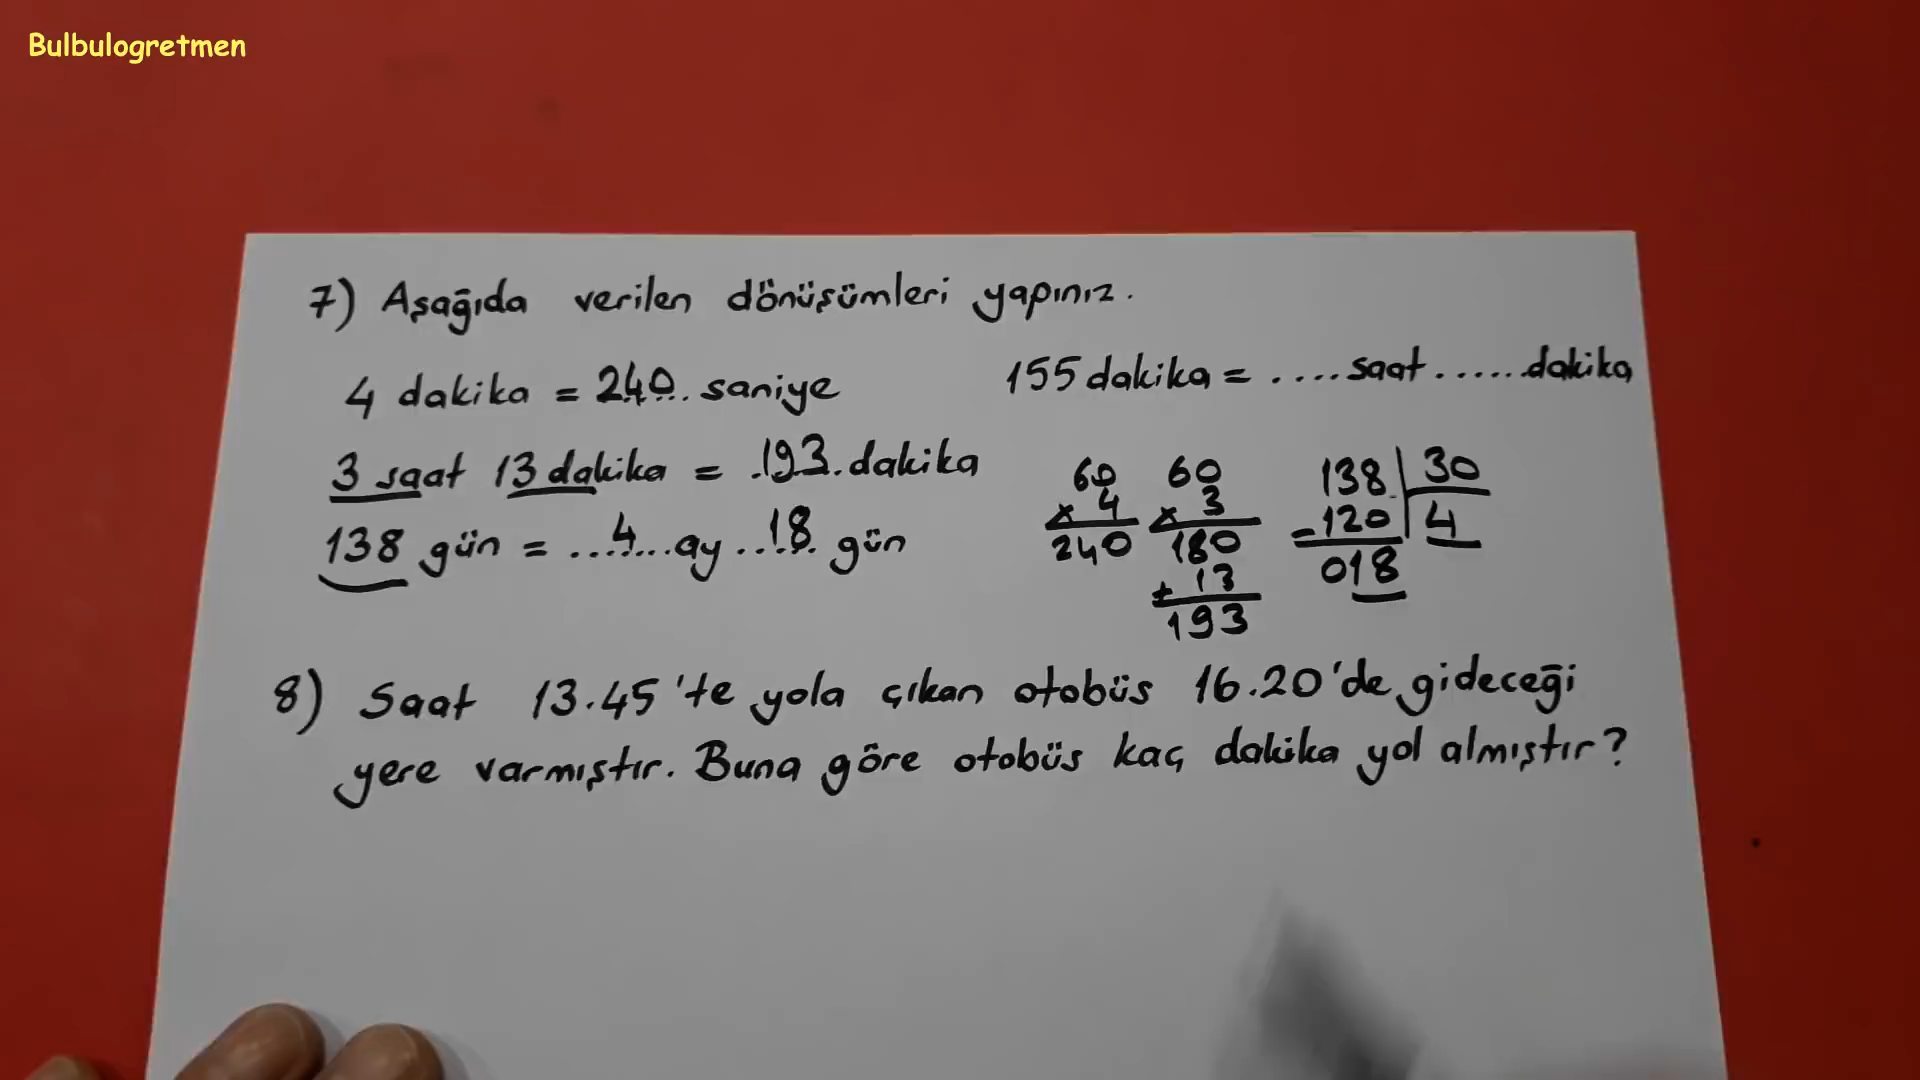 Bulbulogretmen
7) Aşağıda verilen dönüşümleri yapınız.
4 dakika = 240 saniye
155 dakika = ....saat......dakika
3 saat 13 dakika = .193. dakika
138 gün = ...4...ay ..18. gün
60
x 4
240
60
x 3
180
+ 13
193
138 30
-120 4
018
8) Saat 13.45'te yola çıkan otobüs 16.20'de gideceği
yere varmıştır. Buna göre otobüs kaç dakika yol almıştır?